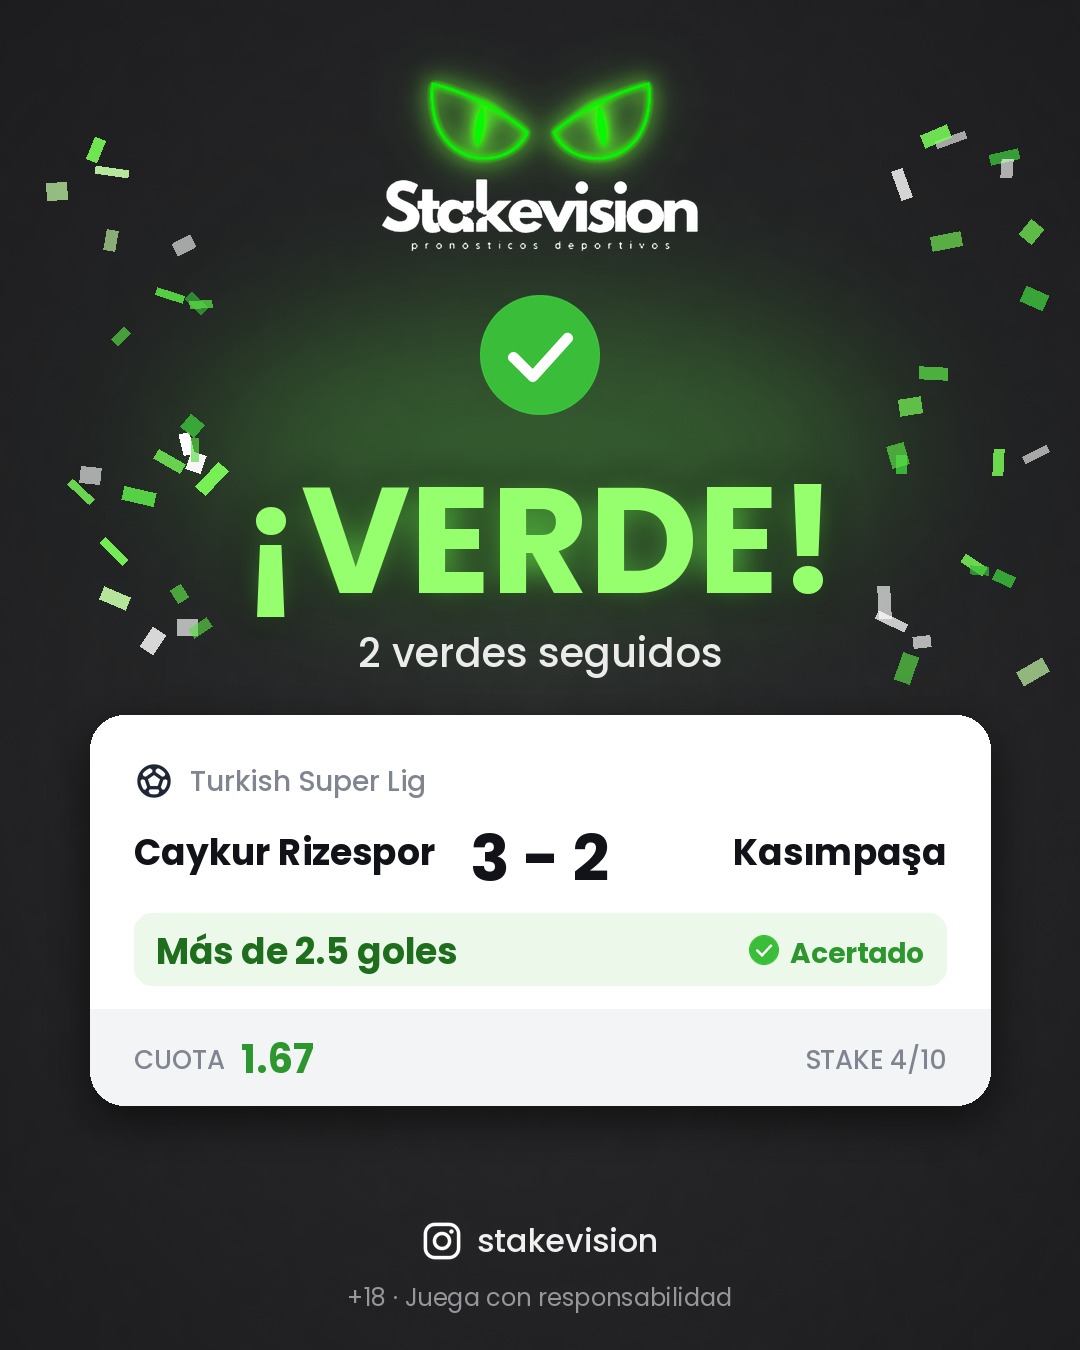 Stakevision
pronósticos deportivos
¡VERDE!
2 verdes seguidos
Turkish Super Lig
Caykur Rizespor 3 – 2 Kasımpaşa
Más de 2.5 goles Acertado
CUOTA 1.67 STAKE 4/10
stakevision
+18 · Juega con responsabilidad